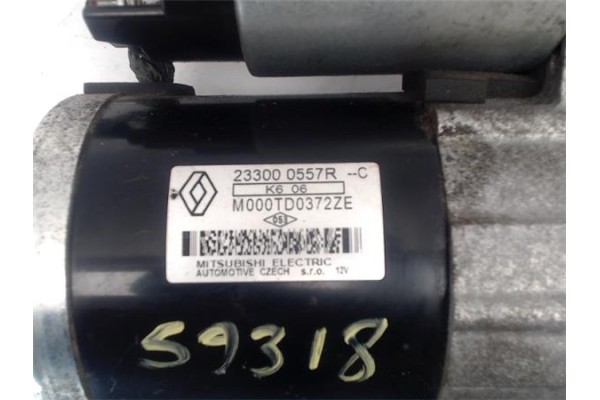 23300 0557R --C
K6 06
M000TD0372ZE
MITSUBISHI ELECTRIC
AUTOMOTIVE CZECH s.r.o. 12V
59318